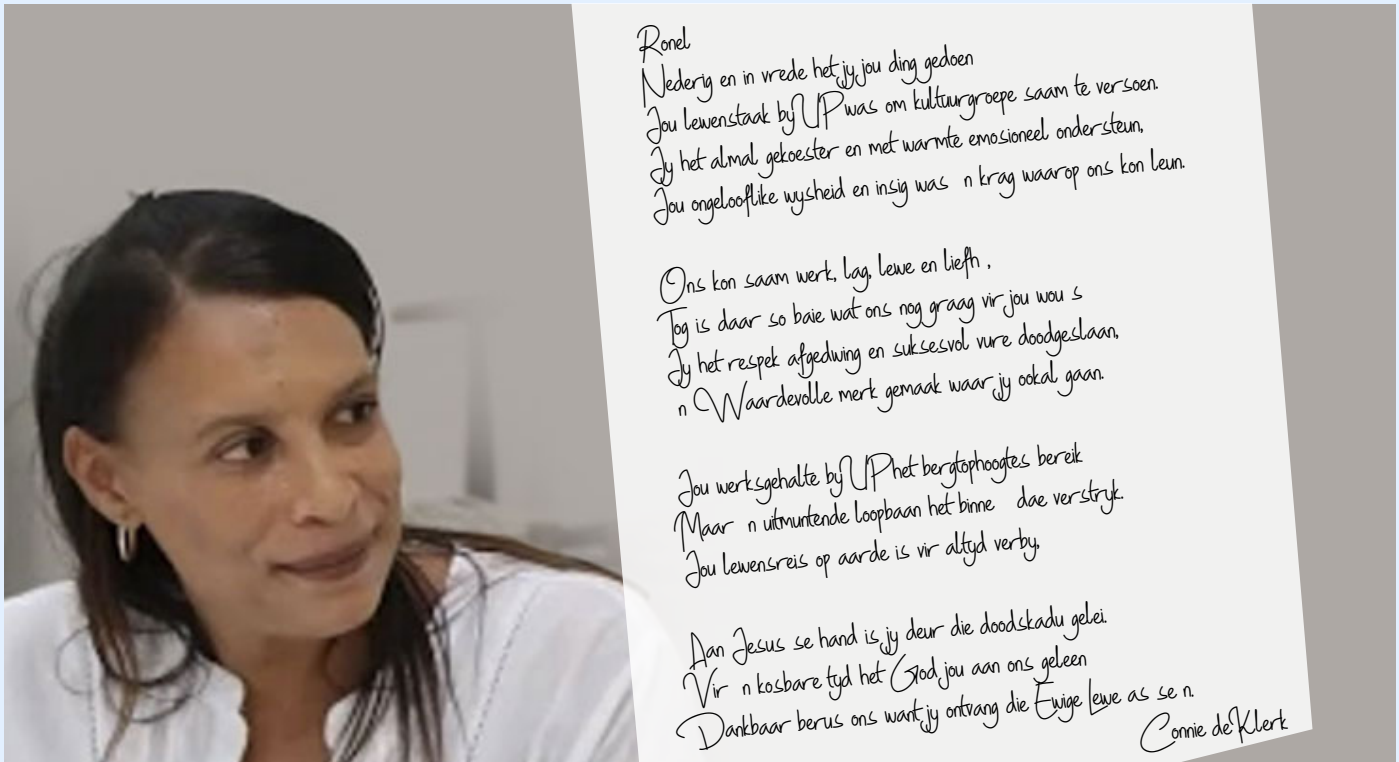 Ronel
Nederig en in vrede het jy jou ding gedoen
Jou lewenstaak by UP was om kultuurgroepe saam te versoen.
Jy het almal gekoester en met warmte emosioneel ondersteun,
Jou ongelooflike wysheid en insig was n krag waarop ons kon leun.
Ons kon saam werk, lag, lewe en liefh ,
Tog is daar so baie wat ons nog graag vir jou wou s
Jy het respek afgedwing en suksesvol vure doodgeslaan,
n Waardevolle merk gemaak waar jy ookal gaan.
Jou werksgehalte by UP het bergtophoogtes bereik
Maar n uitmuntende loopbaan het binne dae verstryk.
Jou lewensreis op aarde is vir altyd verby,
Aan Jesus se hand is jy deur die doodskadu gelei.
Vir n kosbare tyd het God jou aan ons geleen
Dankbaar berus ons want jy ontvang die Ewige Lewe as se n.
Connie de Klerk